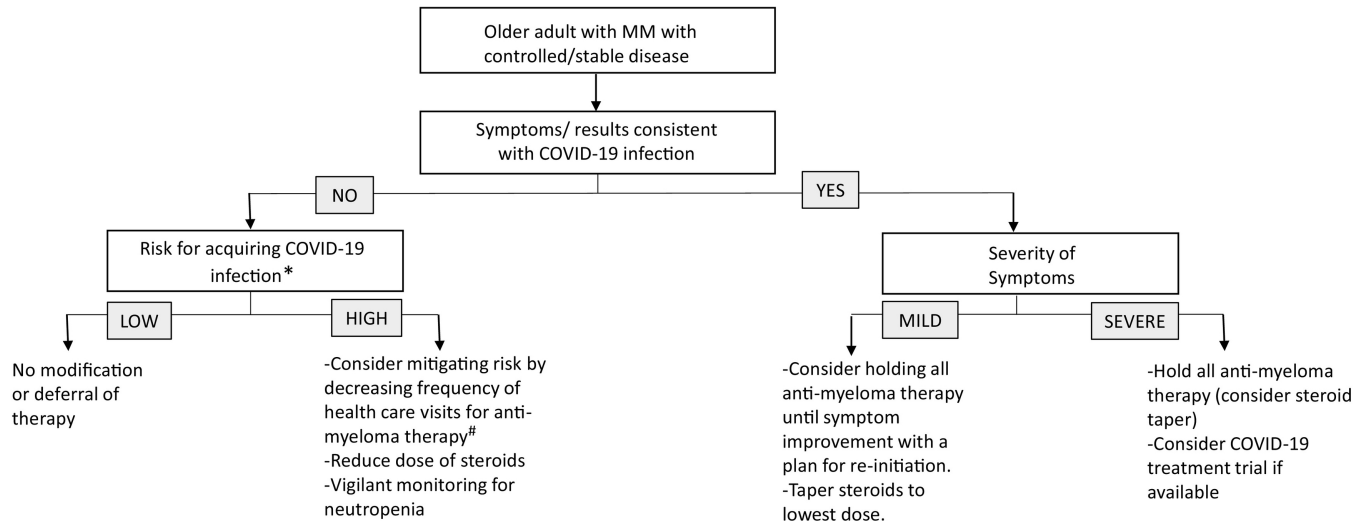 Older adult with MM with
controlled/stable disease
Symptoms/ results consistent
with COVID-19 infection
NO
YES
Risk for acquiring COVID-19
infection*
Severity of
Symptoms
LOW
HIGH
MILD
SEVERE
No modification
or deferral of
therapy
-Consider mitigating risk by
decreasing frequency of
health care visits for anti-
myeloma therapy#
-Reduce dose of steroids
-Vigilant monitoring for
neutropenia
-Consider holding all
anti-myeloma therapy
until symptom
improvement with a
plan for re-initiation.
-Taper steroids to
lowest dose.
-Hold all anti-myeloma
therapy (consider steroid
taper)
-Consider COVID-19
treatment trial if
available